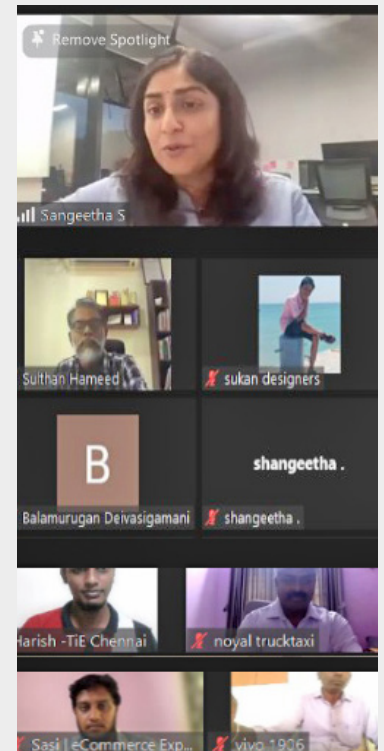 Remove Spotlight
Sangeetha S
Sulthan Hameed
sukan designers
B
Balamurugan Deivasigamani
shangeetha .
shangeetha .
Harish -TiE Chennai
noyal trucktaxi
Sasi | eCommerce Exp...
vivo 1906